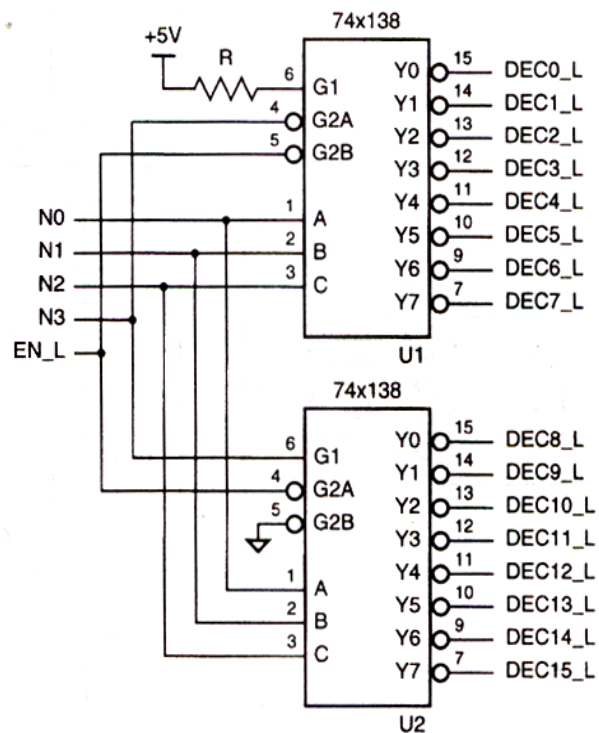 74x138
+5V
R
6 G1
4 G2A
5 G2B
N0 1 A
N1 2 B
N2 3 C
N3
EN_L
Y0 15 DEC0_L
Y1 14 DEC1_L
Y2 13 DEC2_L
Y3 12 DEC3_L
Y4 11 DEC4_L
Y5 10 DEC5_L
Y6 9 DEC6_L
Y7 7 DEC7_L
U1
74x138
6 G1
4 G2A
5 G2B
1 A
2 B
3 C
Y0 15 DEC8_L
Y1 14 DEC9_L
Y2 13 DEC10_L
Y3 12 DEC11_L
Y4 11 DEC12_L
Y5 10 DEC13_L
Y6 9 DEC14_L
Y7 7 DEC15_L
U2